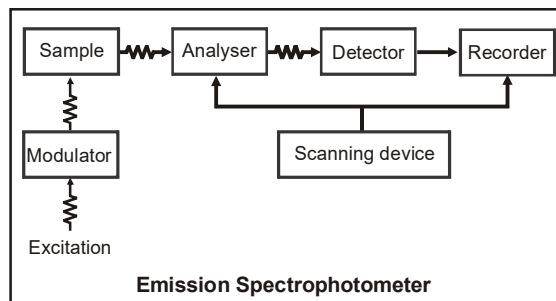 Sample
Analyser
Detector
Recorder
Modulator
Scanning device
Excitation
Emission Spectrophotometer